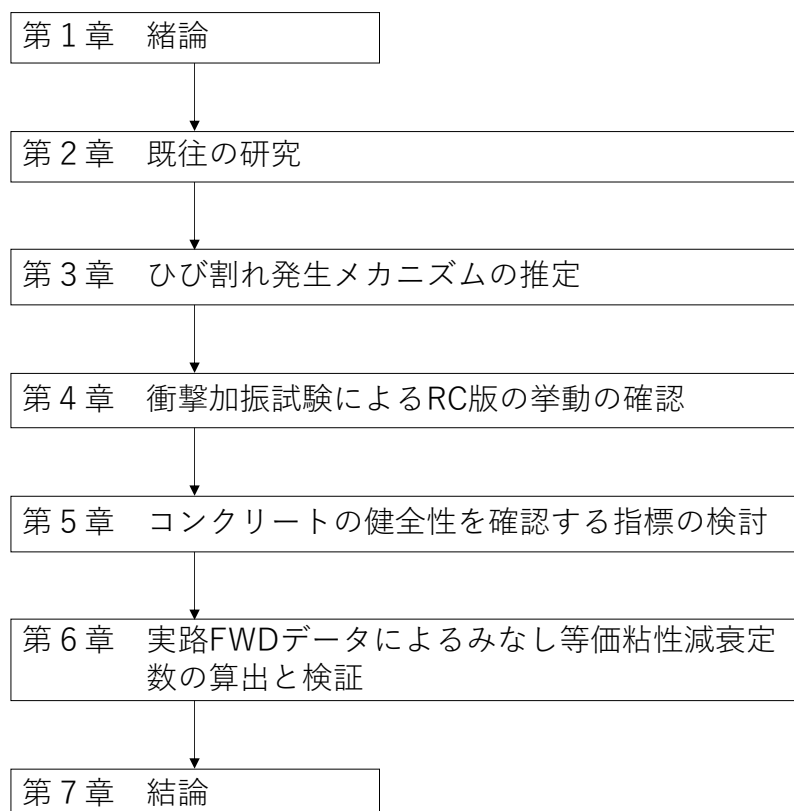 第１章　緒論
第２章　既往の研究
第３章　ひび割れ発生メカニズムの推定
第４章　衝撃加振試験によるRC版の挙動の確認
第５章　コンクリートの健全性を確認する指標の検討
第６章　実路FWDデータによるみなし等価粘性減衰定
数の算出と検証
第７章　結論